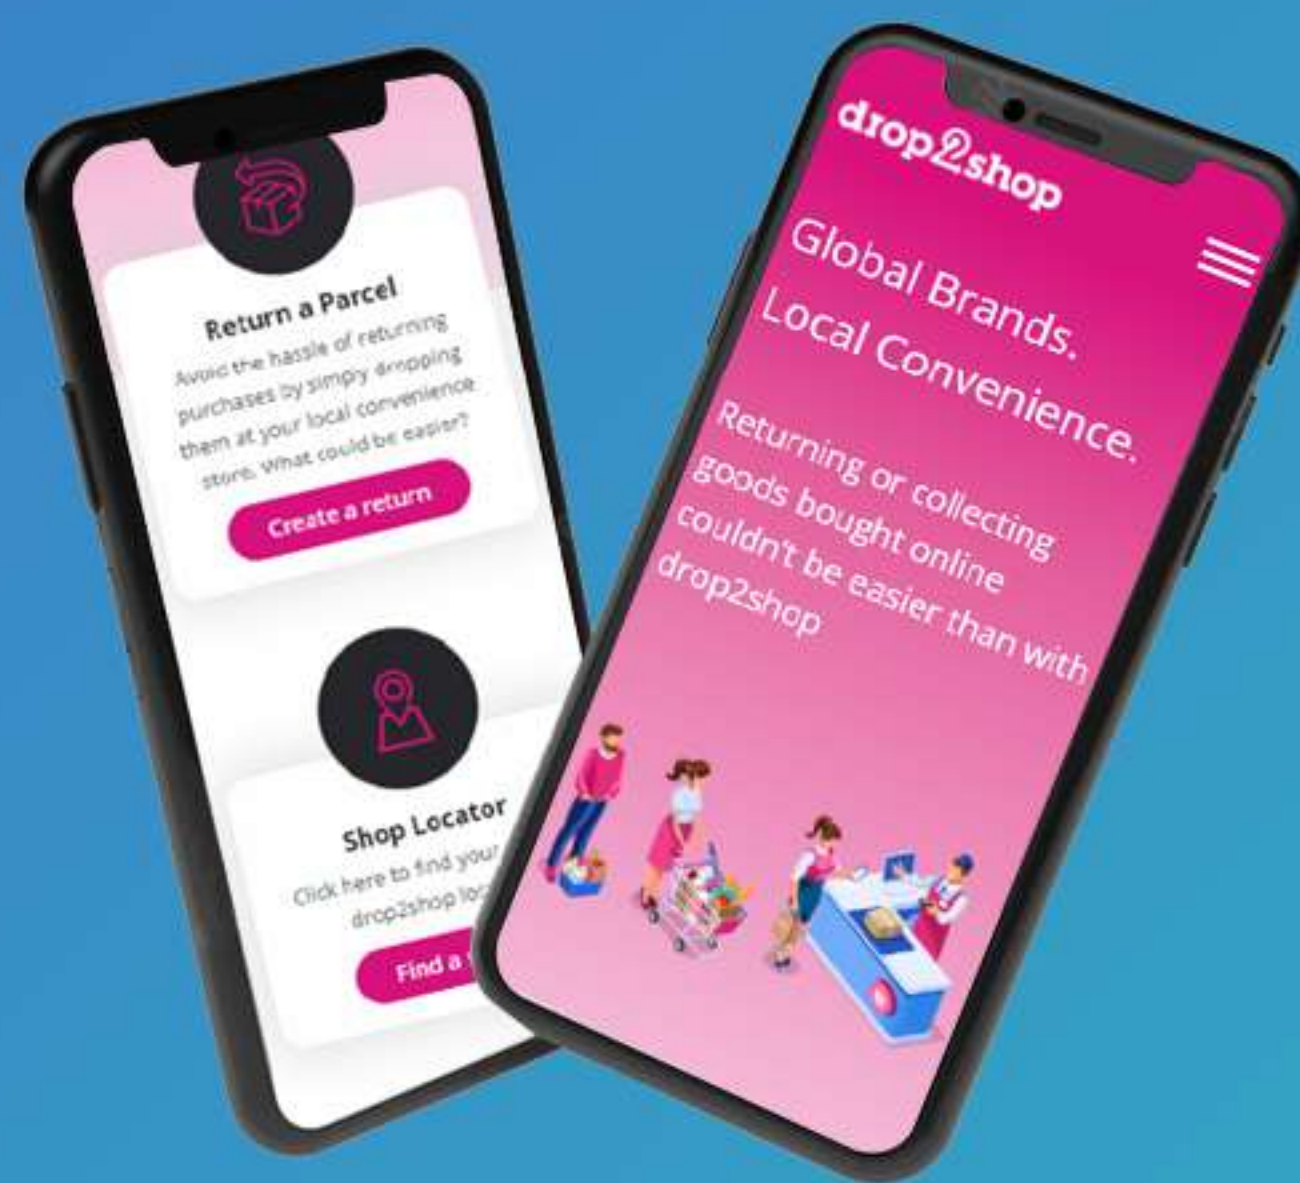 Return a Parcel
Avoid the hassle of returning
purchases by simply dropping
them at your local convenience
store. What could be easier?
Create a return
Shop Locator
Click here to find your
drop2shop
Find a
drop2shop
Global Brands.
Local Convenience.
Returning or collecting
goods bought online
couldn't be easier than with
drop2shop